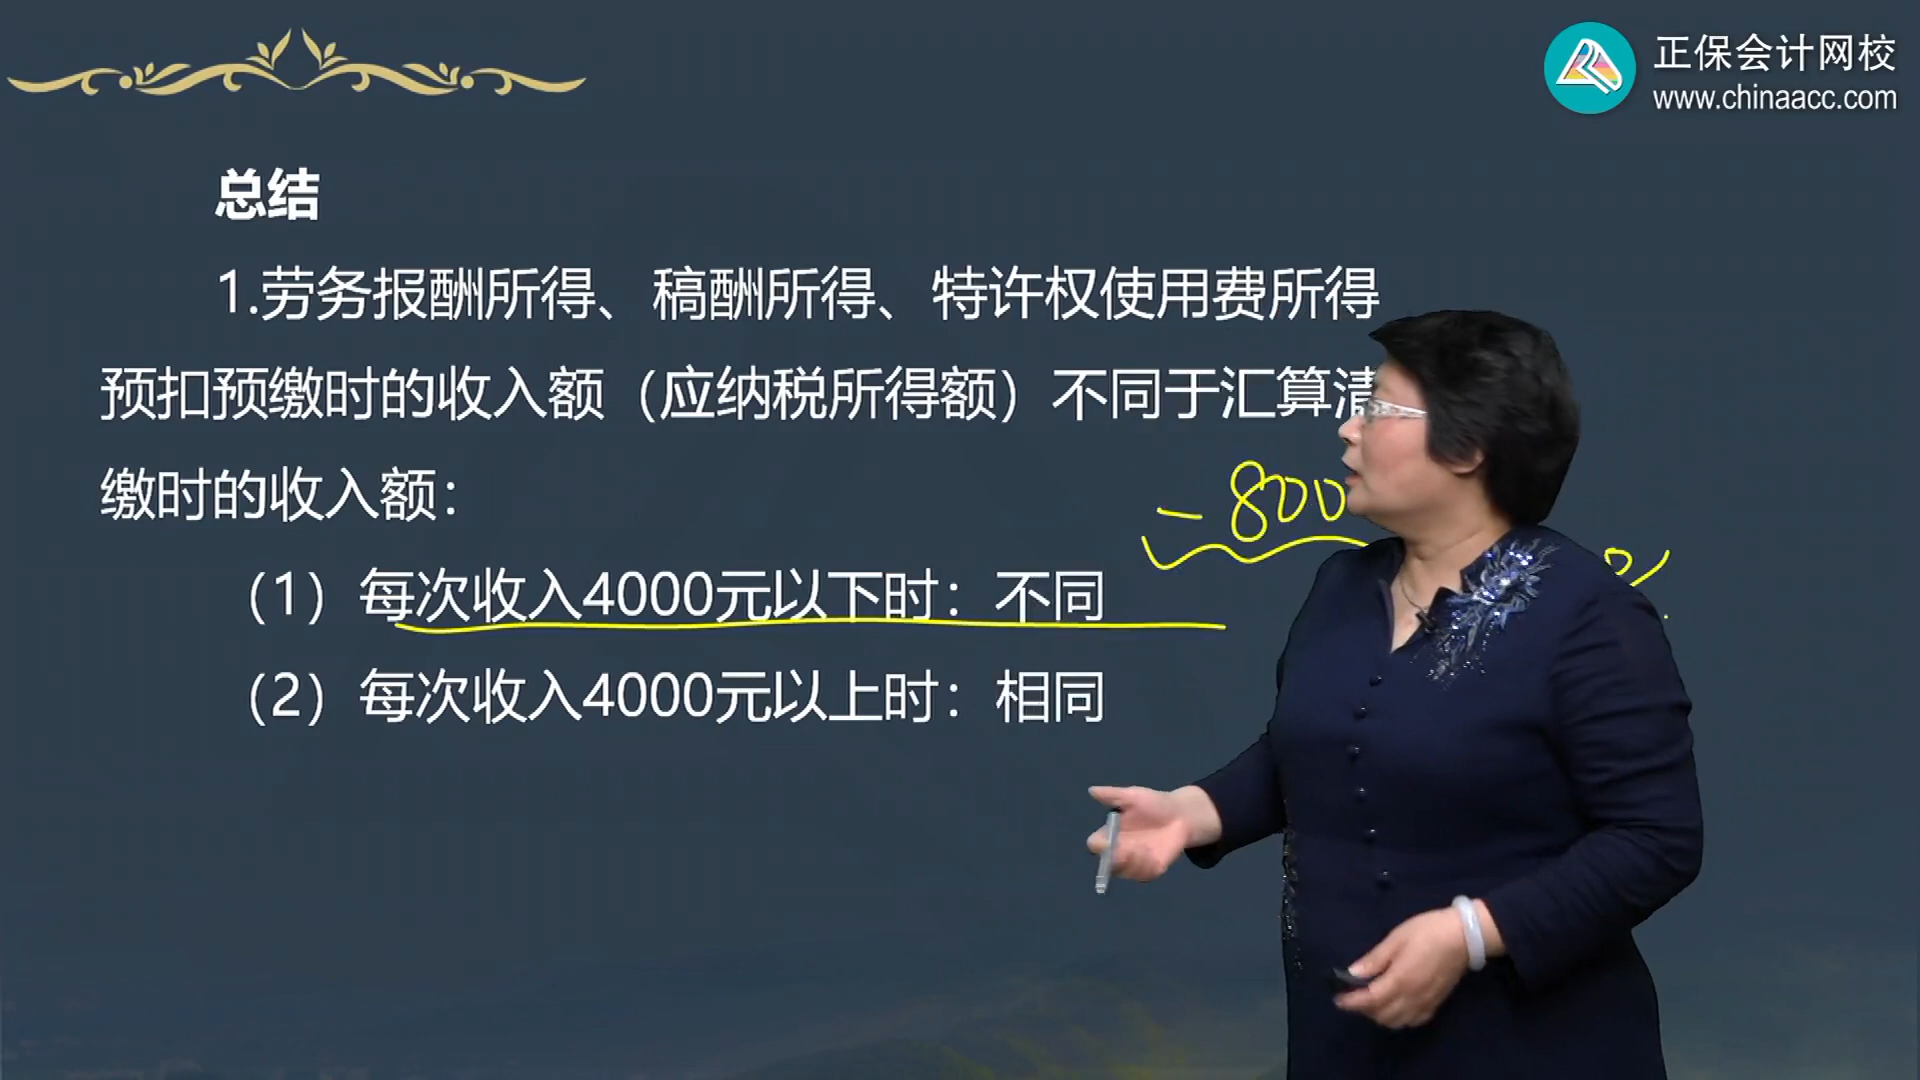 正保会计网校
www.chinaacc.com
总结
1.劳务报酬所得、稿酬所得、特许权使用费所得
预扣预缴时的收入额（应纳税所得额）不同于汇算清
缴时的收入额：
-800
（1）每次收入4000元以下时：不同
（2）每次收入4000元以上时：相同